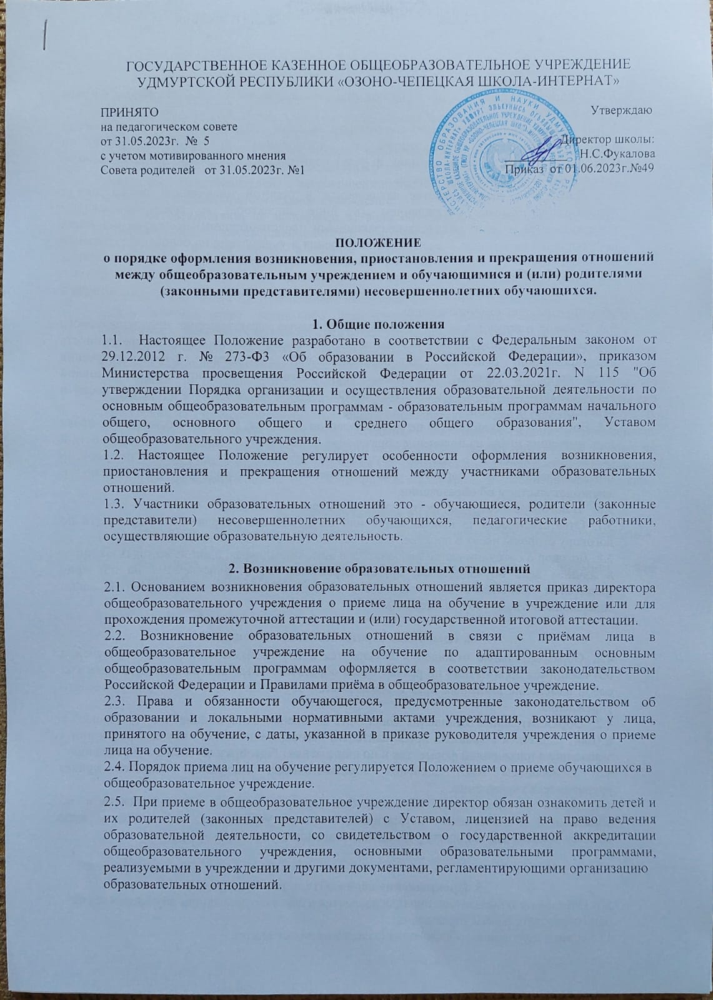 ГОСУДАРСТВЕННОЕ КАЗЕННОЕ ОБЩЕОБРАЗОВАТЕЛЬНОЕ УЧРЕЖДЕНИЕ
УДМУРТСКОЙ РЕСПУБЛИКИ «ОЗОНО-ЧЕПЕЦКАЯ ШКОЛА-ИНТЕРНАТ»
ПРИНЯТО
на педагогическом совете
от 31.05.2023г. № 5
с учетом мотивированного мнения
Совета родителей от 31.05.2023г. №1
Утверждаю
Директор школы:
Н.С.Фукалова
Приказ от 01.06.2023г.№49
ПОЛОЖЕНИЕ
о порядке оформления возникновения, приостановления и прекращения отношений
между общеобразовательным учреждением и обучающимися и (или) родителями
(законными представителями) несовершеннолетних обучающихся.
1. Общие положения
1.1. Настоящее Положение разработано в соответствии с Федеральным законом от
29.12.2012 г. № 273-ФЗ «Об образовании в Российской Федерации», приказом
Министерства просвещения Российской Федерации от 22.03.2021г. N 115 "Об
утверждении Порядка организации и осуществления образовательной деятельности по
основным общеобразовательным программам - образовательным программам начального
общего, основного общего и среднего общего образования", Уставом
общеобразовательного учреждения.
1.2. Настоящее Положение регулирует особенности оформления возникновения,
приостановления и прекращения отношений между участниками образовательных
отношений.
1.3. Участники образовательных отношений это - обучающиеся, родители (законные
представители) несовершеннолетних обучающихся, педагогические работники,
осуществляющие образовательную деятельность.
2. Возникновение образовательных отношений
2.1. Основанием возникновения образовательных отношений является приказ директора
общеобразовательного учреждения о приеме лица на обучение в учреждение или для
прохождения промежуточной аттестации и (или) государственной итоговой аттестации.
2.2. Возникновение образовательных отношений в связи с приёмам лица в
общеобразовательное учреждение на обучение по адаптированным основным
общеобразовательным программам оформляется в соответствии законодательством
Российской Федерации и Правилами приёма в общеобразовательное учреждение.
2.3. Права и обязанности обучающегося, предусмотренные законодательством об
образовании и локальными нормативными актами учреждения, возникают у лица,
принятого на обучение, с даты, указанной в приказе руководителя учреждения о приеме
лица на обучение.
2.4. Порядок приема лиц на обучение регулируется Положением о приеме обучающихся в
общеобразовательное учреждение.
2.5. При приеме в общеобразовательное учреждение директор обязан ознакомить детей и
их родителей (законных представителей) с Уставом, лицензией на право ведения
образовательной деятельности, со свидетельством о государственной аккредитации
общеобразовательного учреждения, основными образовательными программами,
реализуемыми в учреждении и другими документами, регламентирующими организацию
образовательных отношений.